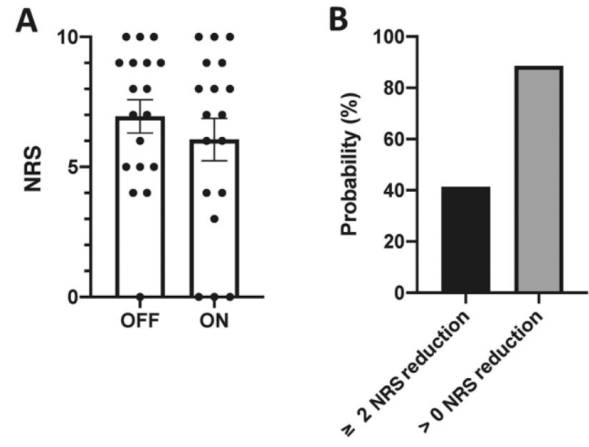 A
NRS
10
5
0
OFF ON
B
Probability (%)
100
80
60
40
20
0
≥ 2 NRS reduction
> 0 NRS reduction